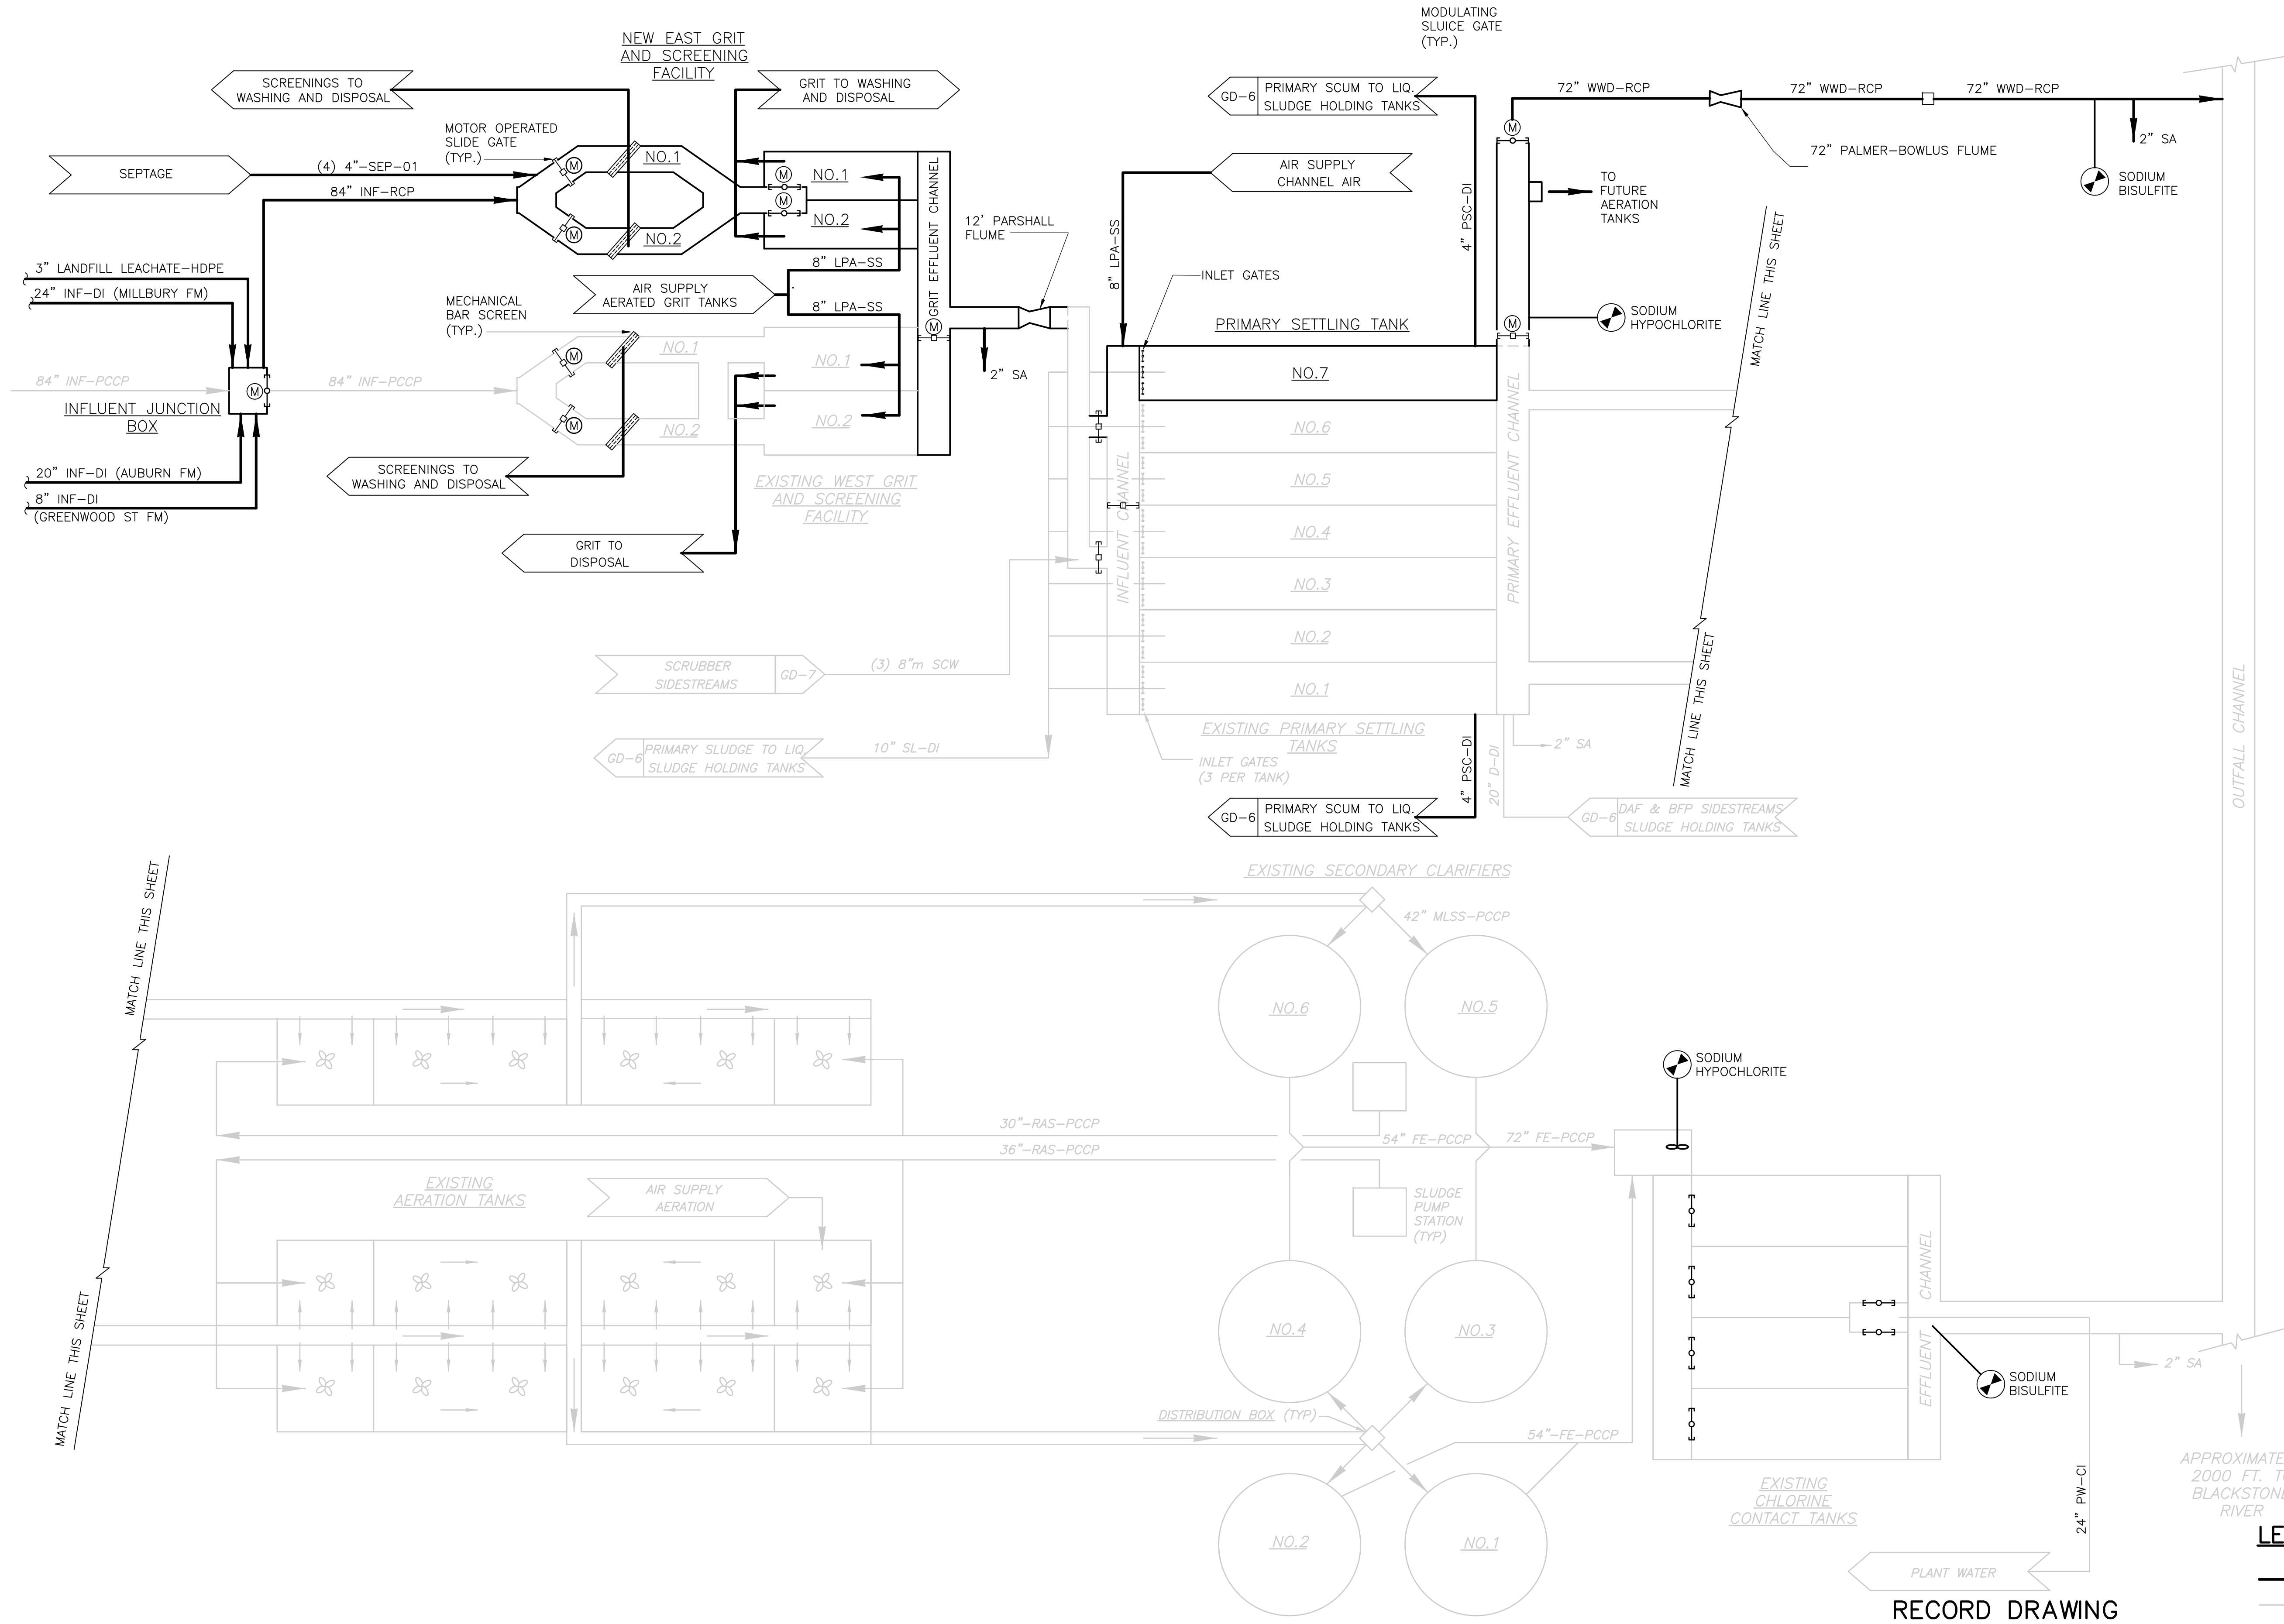 MODULATING
SLUICE GATE
(TYP.)
NEW EAST GRIT
AND SCREENING
FACILITY
SCREENINGS TO
WASHING AND DISPOSAL
GRIT TO WASHING
AND DISPOSAL
GD-6
PRIMARY SCUM TO LIQ.
SLUDGE HOLDING TANKS
72" WWD-RCP
72" WWD-RCP
72" WWD-RCP
2" SA
72" PALMER-BOWLUS FLUME
SODIUM
BISULFITE
MOTOR OPERATED
SLIDE GATE
(TYP.)
SEPTAGE
(4) 4"-SEP-01
84" INF-RCP
M
M
NO.1
NO.2
M
M
NO.1
NO.2
GRIT EFFLUENT CHANNEL
M
12' PARSHALL
FLUME
2" SA
AIR SUPPLY
CHANNEL AIR
8" LPA-SS
4" PSC-DI
M
M
TO
FUTURE
AERATION
TANKS
SODIUM
HYPOCHLORITE
MATCH LINE THIS SHEET
MATCH LINE THIS SHEET
INLET GATES
PRIMARY SETTLING TANK
NO.7
3" LANDFILL LEACHATE-HDPE
24" INF-DI (MILLBURY FM)
84" INF-PCCP
84" INF-PCCP
M
INFLUENT JUNCTION
BOX
20" INF-DI (AUBURN FM)
8" INF-DI
(GREENWOOD ST FM)
AIR SUPPLY
AERATED GRIT TANKS
8" LPA-SS
8" LPA-SS
MECHANICAL
BAR SCREEN
(TYP.)
M
M
NO.1
NO.2
NO.1
NO.2
SCREENINGS TO
WASHING AND DISPOSAL
EXISTING WEST GRIT
AND SCREENING
FACILITY
GRIT TO
DISPOSAL
INFLUENT CHANNEL
NO.6
NO.5
NO.4
NO.3
NO.2
NO.1
PRIMARY EFFLUENT CHANNEL
SCRUBBER
SIDESTREAMS
GD-7
(3) 8"m SCW
GD-6
PRIMARY SLUDGE TO LIQ.
SLUDGE HOLDING TANKS
10" SL-DI
EXISTING PRIMARY SETTLING
TANKS
INLET GATES
(3 PER TANK)
4" PSC-DI
20" D-DI
2" SA
GD-6
PRIMARY SCUM TO LIQ.
SLUDGE HOLDING TANKS
GD-6
DAF & BFP SIDESTREAMS
SLUDGE HOLDING TANKS
OUTFALL CHANNEL
MATCH LINE THIS SHEET
MATCH LINE THIS SHEET
EXISTING SECONDARY CLARIFIERS
42" MLSS-PCCP
NO.6
NO.5
30"-RAS-PCCP
36"-RAS-PCCP
54" FE-PCCP
72" FE-PCCP
SODIUM
HYPOCHLORITE
EXISTING
AERATION TANKS
AIR SUPPLY
AERATION
SLUDGE
PUMP
STATION
(TYP)
NO.4
NO.3
DISTRIBUTION BOX (TYP)
54"-FE-PCCP
NO.2
NO.1
EFFLUENT CHANNEL
SODIUM
BISULFITE
2" SA
EXISTING
CHLORINE
CONTACT TANKS
24" PW-CI
PLANT WATER
APPROXIMATE
2000 FT. T
BLACKSTON
RIVER
LE
RECORD DRAWING